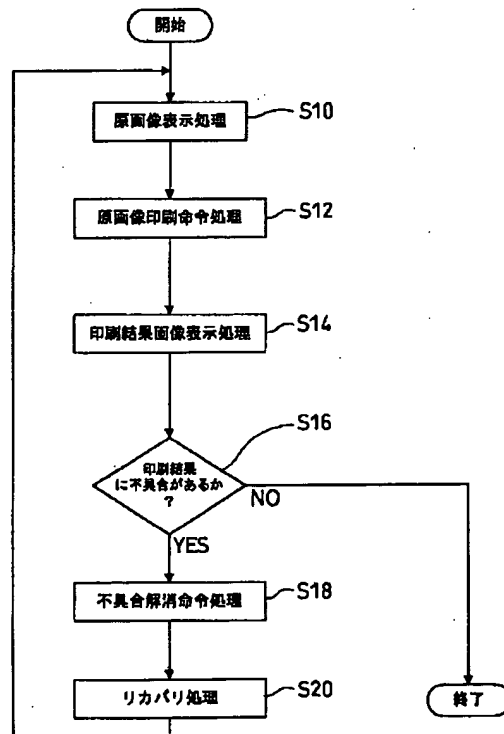 開始
原画像表示処理
S10
原画像印刷命令処理
S12
印刷結果画像表示処理
S14
S16
印刷結果
に不具合があるか
?
NO
YES
不具合解消命令処理
S18
リカバリ処理
S20
終了